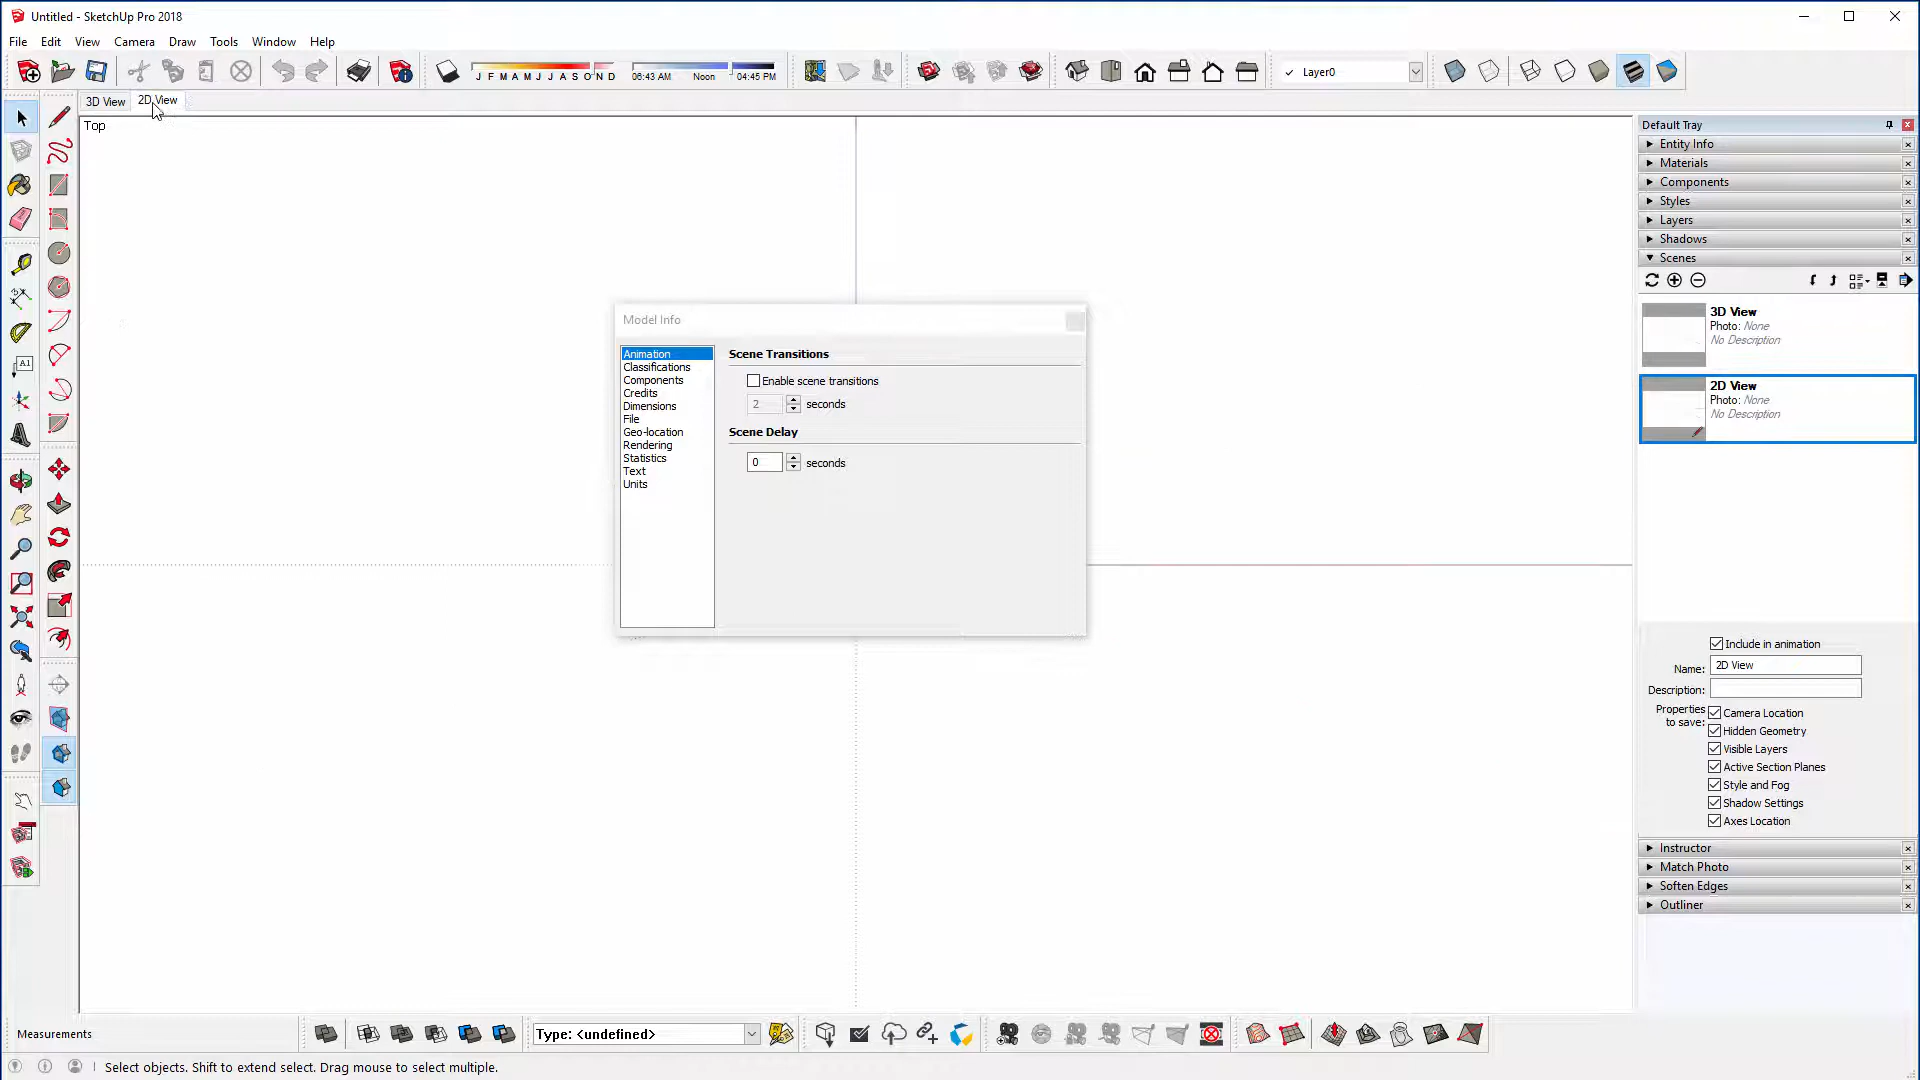 Untitled - SketchUp Pro 2018
File Edit View Camera Draw Tools Window Help
J F M A M J J A S O N D
06:43 AM Noon 04:45 PM
Layer0
3D View 2D View
Top
Default Tray
Entity Info
Materials
Components
Styles
Layers
Shadows
Scenes
3D View
Photo: None
No Description
2D View
Photo: None
No Description
Model Info
Animation
Classifications
Components
Credits
Dimensions
File
Geo-location
Rendering
Statistics
Text
Units
Scene Transitions
Enable scene transitions
2 seconds
Scene Delay
0 seconds
Include in animation
Name: 2D View
Description:
Properties to save:
Camera Location
Hidden Geometry
Visible Layers
Active Section Planes
Style and Fog
Shadow Settings
Axes Location
Instructor
Match Photo
Soften Edges
Outliner
Measurements
Type: <undefined>
Select objects. Shift to extend select. Drag mouse to select multiple.